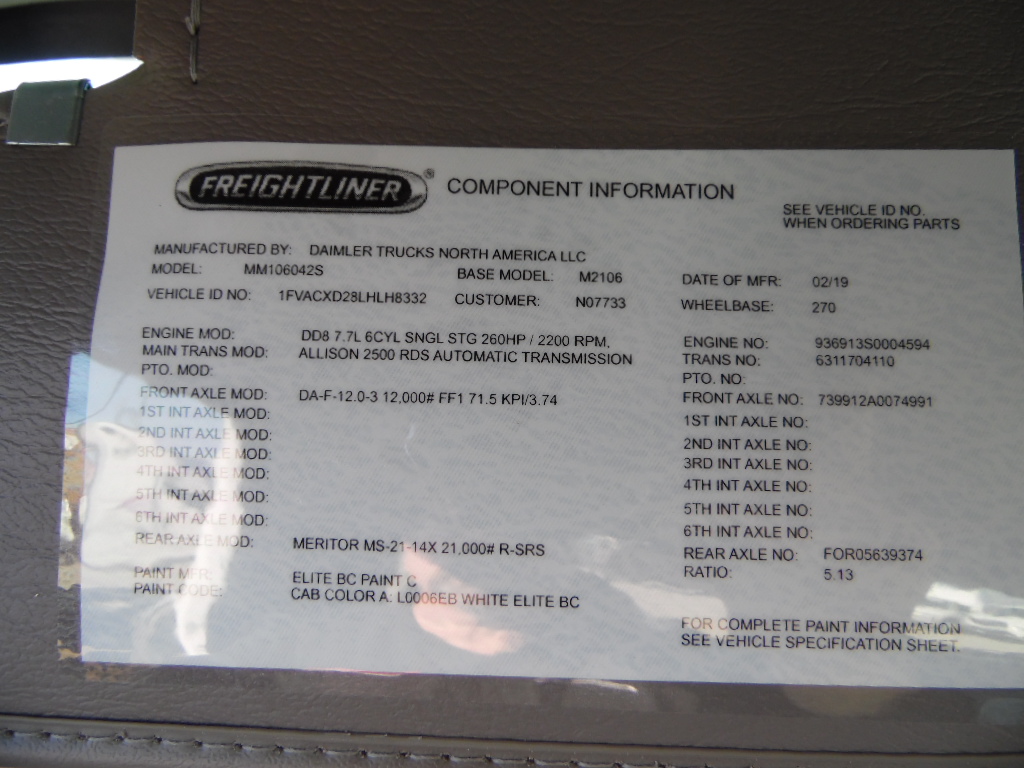 FREIGHTLINER ® COMPONENT INFORMATION
SEE VEHICLE ID NO.
WHEN ORDERING PARTS
MANUFACTURED BY: DAIMLER TRUCKS NORTH AMERICA LLC
MODEL: MM106042S BASE MODEL: M2106 DATE OF MFR: 02/19
VEHICLE ID NO: 1FVACXD28LHLH8332 CUSTOMER: N07733 WHEELBASE: 270
ENGINE MOD: DD8 7.7L 6CYL SNGL STG 260HP / 2200 RPM, ENGINE NO: 936913S0004594
MAIN TRANS MOD: ALLISON 2500 RDS AUTOMATIC TRANSMISSION TRANS NO: 6311704110
PTO. MOD: PTO. NO:
FRONT AXLE MOD: DA-F-12.0-3 12,000# FF1 71.5 KPI/3.74 FRONT AXLE NO: 739912A0074991
1ST INT AXLE MOD: 1ST INT AXLE NO:
2ND INT AXLE MOD: 2ND INT AXLE NO:
3RD INT AXLE MOD: 3RD INT AXLE NO:
4TH INT AXLE MOD: 4TH INT AXLE NO:
5TH INT AXLE MOD: 5TH INT AXLE NO:
6TH INT AXLE MOD: 6TH INT AXLE NO:
REAR AXLE MOD: MERITOR MS-21-14X 21,000# R-SRS REAR AXLE NO: FOR05639374
RATIO: 5.13
PAINT MFR: ELITE BC PAINT C
PAINT CODE: CAB COLOR A: L0006EB WHITE ELITE BC
FOR COMPLETE PAINT INFORMATION
SEE VEHICLE SPECIFICATION SHEET.